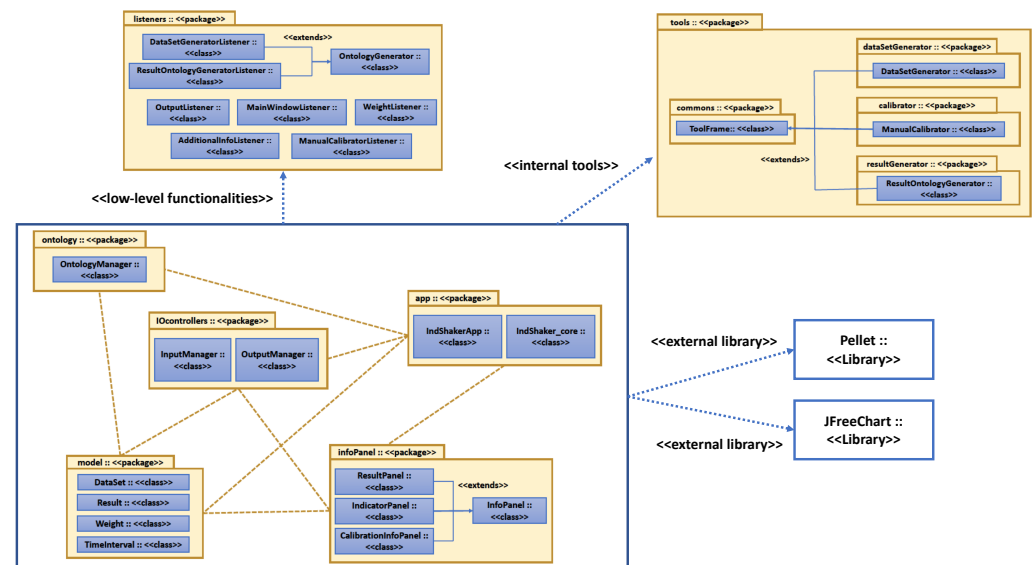 listeners :: <<package>>
DataSetGeneratorListener ::
<<class>>
<<extends>>
OntologyGenerator ::
<<class>>
ResultOntologyGeneratorListener ::
<<class>>
OutputListener ::
<<class>>
MainWindowListener ::
<<class>>
WeightListener ::
<<class>>
AdditionalInfoListener ::
<<class>>
ManualCalibratorListener ::
<<class>>
tools :: <<package>>
dataSetGenerator :: <<package>>
DataSetGenerator :: <<class>>
commons :: <<package>>
ToolFrame:: <<class>>
calibrator :: <<package>>
ManualCalibrator :: <<class>>
<<extends>>
resultGenerator :: <<package>>
ResultOntologyGenerator ::
<<class>>
<<low-level functionalities>>
<<internal tools>>
ontology :: <<package>>
OntologyManager ::
<<class>>
IOcontrollers :: <<package>>
InputManager ::
<<class>>
OutputManager ::
<<class>>
app :: <<package>>
IndShakerApp ::
<<class>>
IndShaker_core ::
<<class>>
model :: <<package>>
DataSet :: <<class>>
Result :: <<class>>
Weight :: <<class>>
TimeInterval :: <<class>>
infoPanel :: <<package>>
ResultPanel ::
<<class>>
<<extends>>
IndicatorPanel ::
<<class>>
InfoPanel ::
<<class>>
CalibrationInfoPanel ::
<<class>>
<<external library>>
Pellet ::
<<Library>>
<<external library>>
JFreeChart ::
<<Library>>